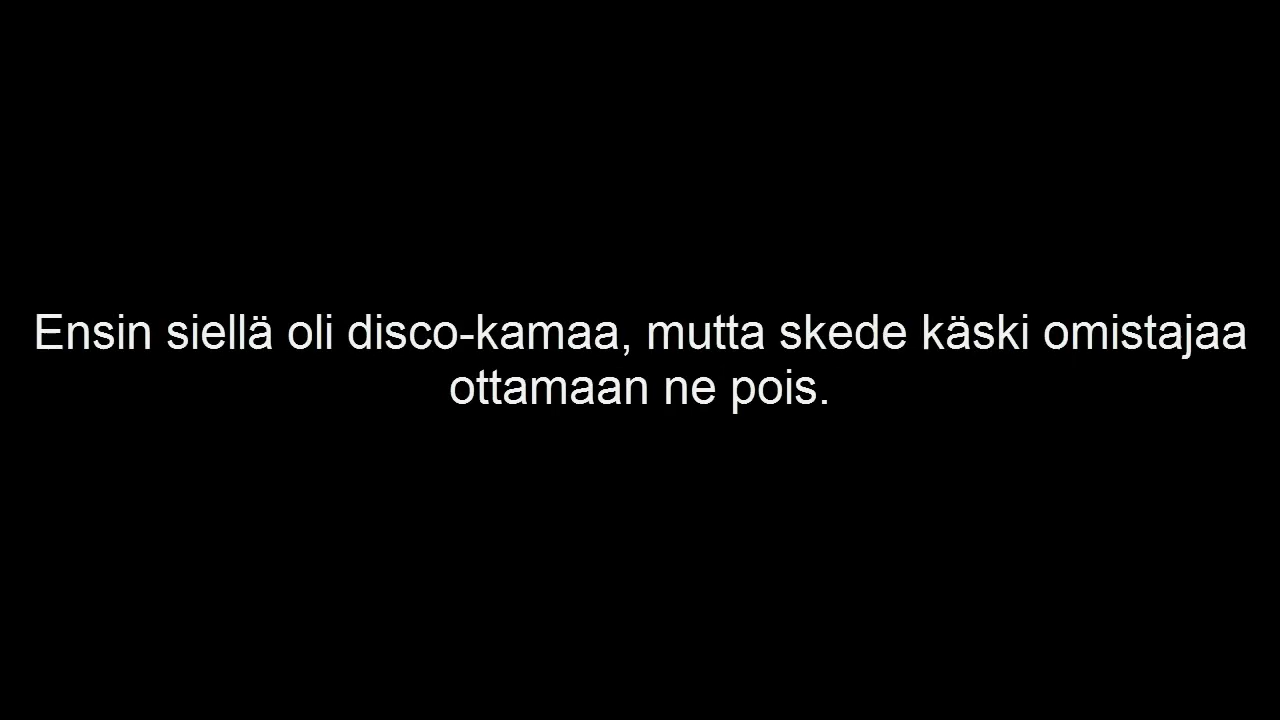 Ensin siellä oli disco-kamaa, mutta skede käski omistajaa
ottamaan ne pois.